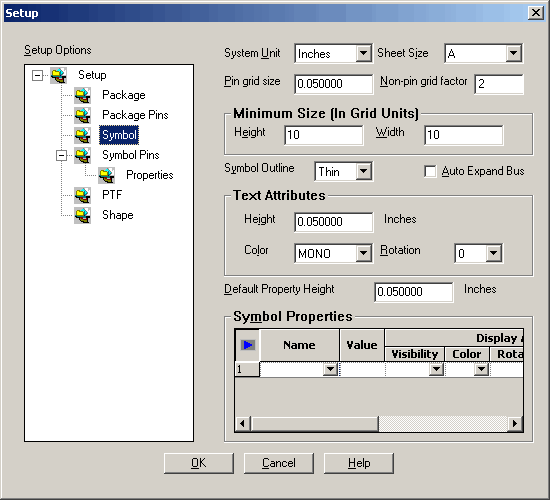 Setup
Setup Options
Setup
Package
Package Pins
Symbol
Symbol Pins
Properties
PTF
Shape
System Unit Inches Sheet Size A
Pin grid size 0.050000 Non-pin grid factor 2
Minimum Size (In Grid Units)
Height 10 Width 10
Symbol Outline Thin Auto Expand Bus
Text Attributes
Height 0.050000 Inches
Color MONO Rotation 0
Default Property Height 0.050000 Inches
Symbol Properties
Name Value Display
Visibility Color Rota
1
OK Cancel Help